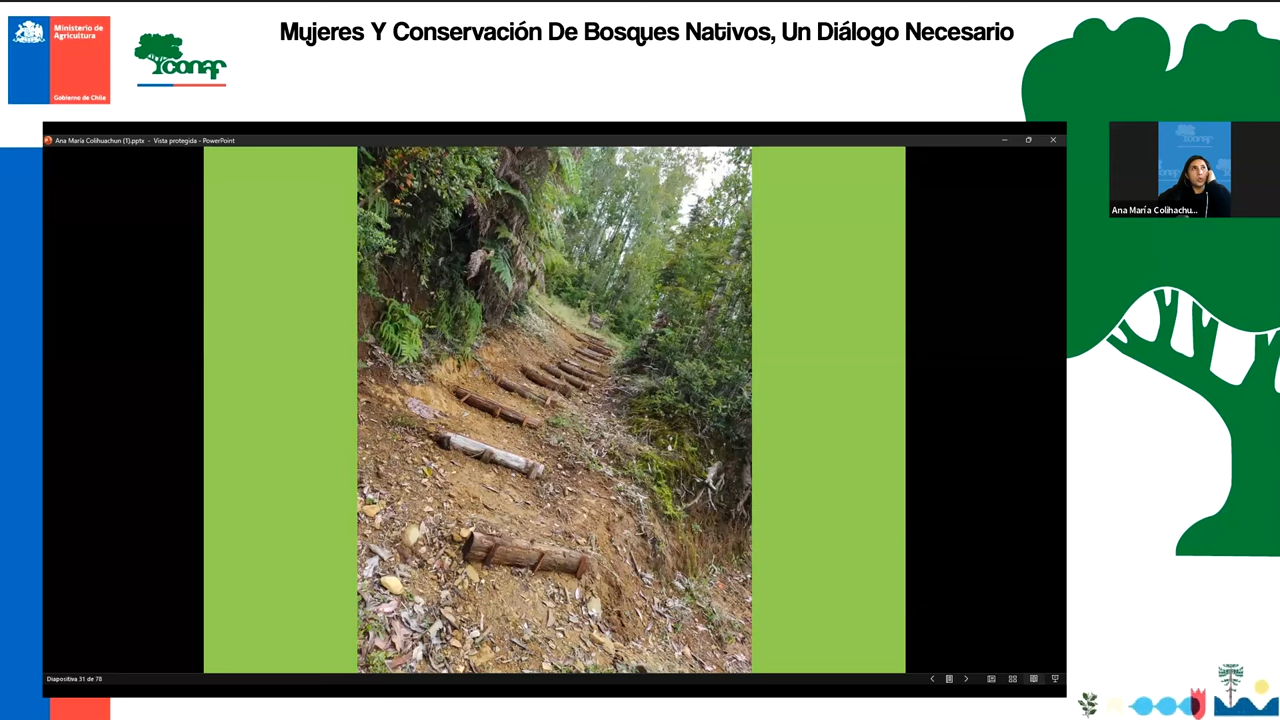 Mujeres Y Conservación De Bosques Nativos, Un Diálogo Necesario
Ministerio de
Agricultura
Gobierno de Chile
conaf
Ana María Colihuachun (1).pptx - Vista protegida - PowerPoint
Ana María Colihachu...
Diapositiva 31 de 78